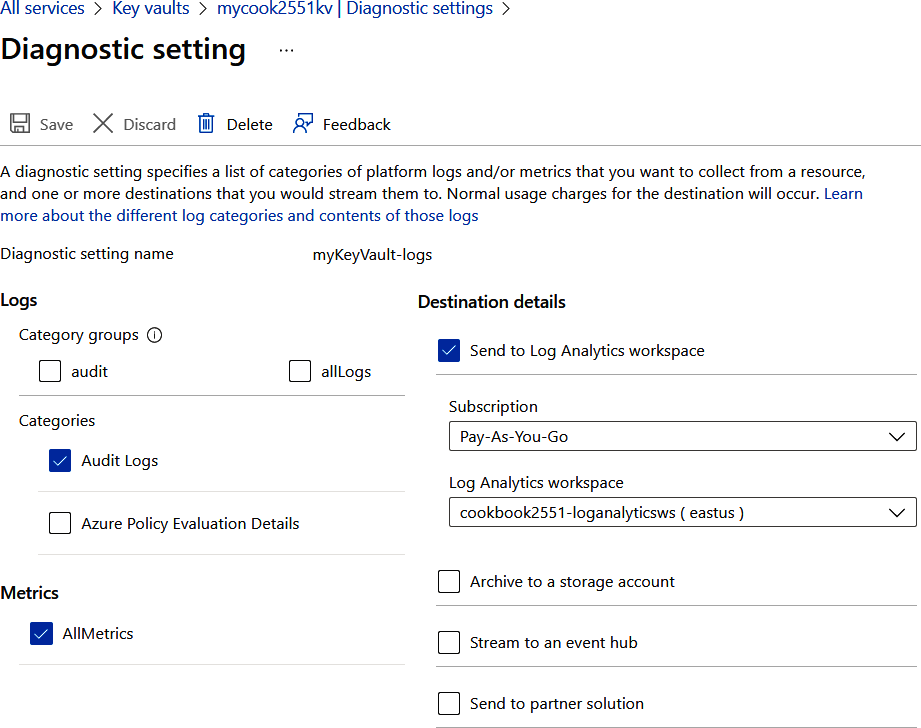 All services > Key vaults > mycook2551kv | Diagnostic settings >
Diagnostic setting ...
Save Discard Delete Feedback
A diagnostic setting specifies a list of categories of platform logs and/or metrics that you want to collect from a resource,
and one or more destinations that you would stream them to. Normal usage charges for the destination will occur. Learn
more about the different log categories and contents of those logs
Diagnostic setting name myKeyVault-logs
Logs
Category groups
audit allLogs
Categories
Audit Logs
Azure Policy Evaluation Details
Metrics
AllMetrics
Destination details
Send to Log Analytics workspace
Subscription
Pay-As-You-Go
Log Analytics workspace
cookbook2551-loganalyticsws ( eastus )
Archive to a storage account
Stream to an event hub
Send to partner solution